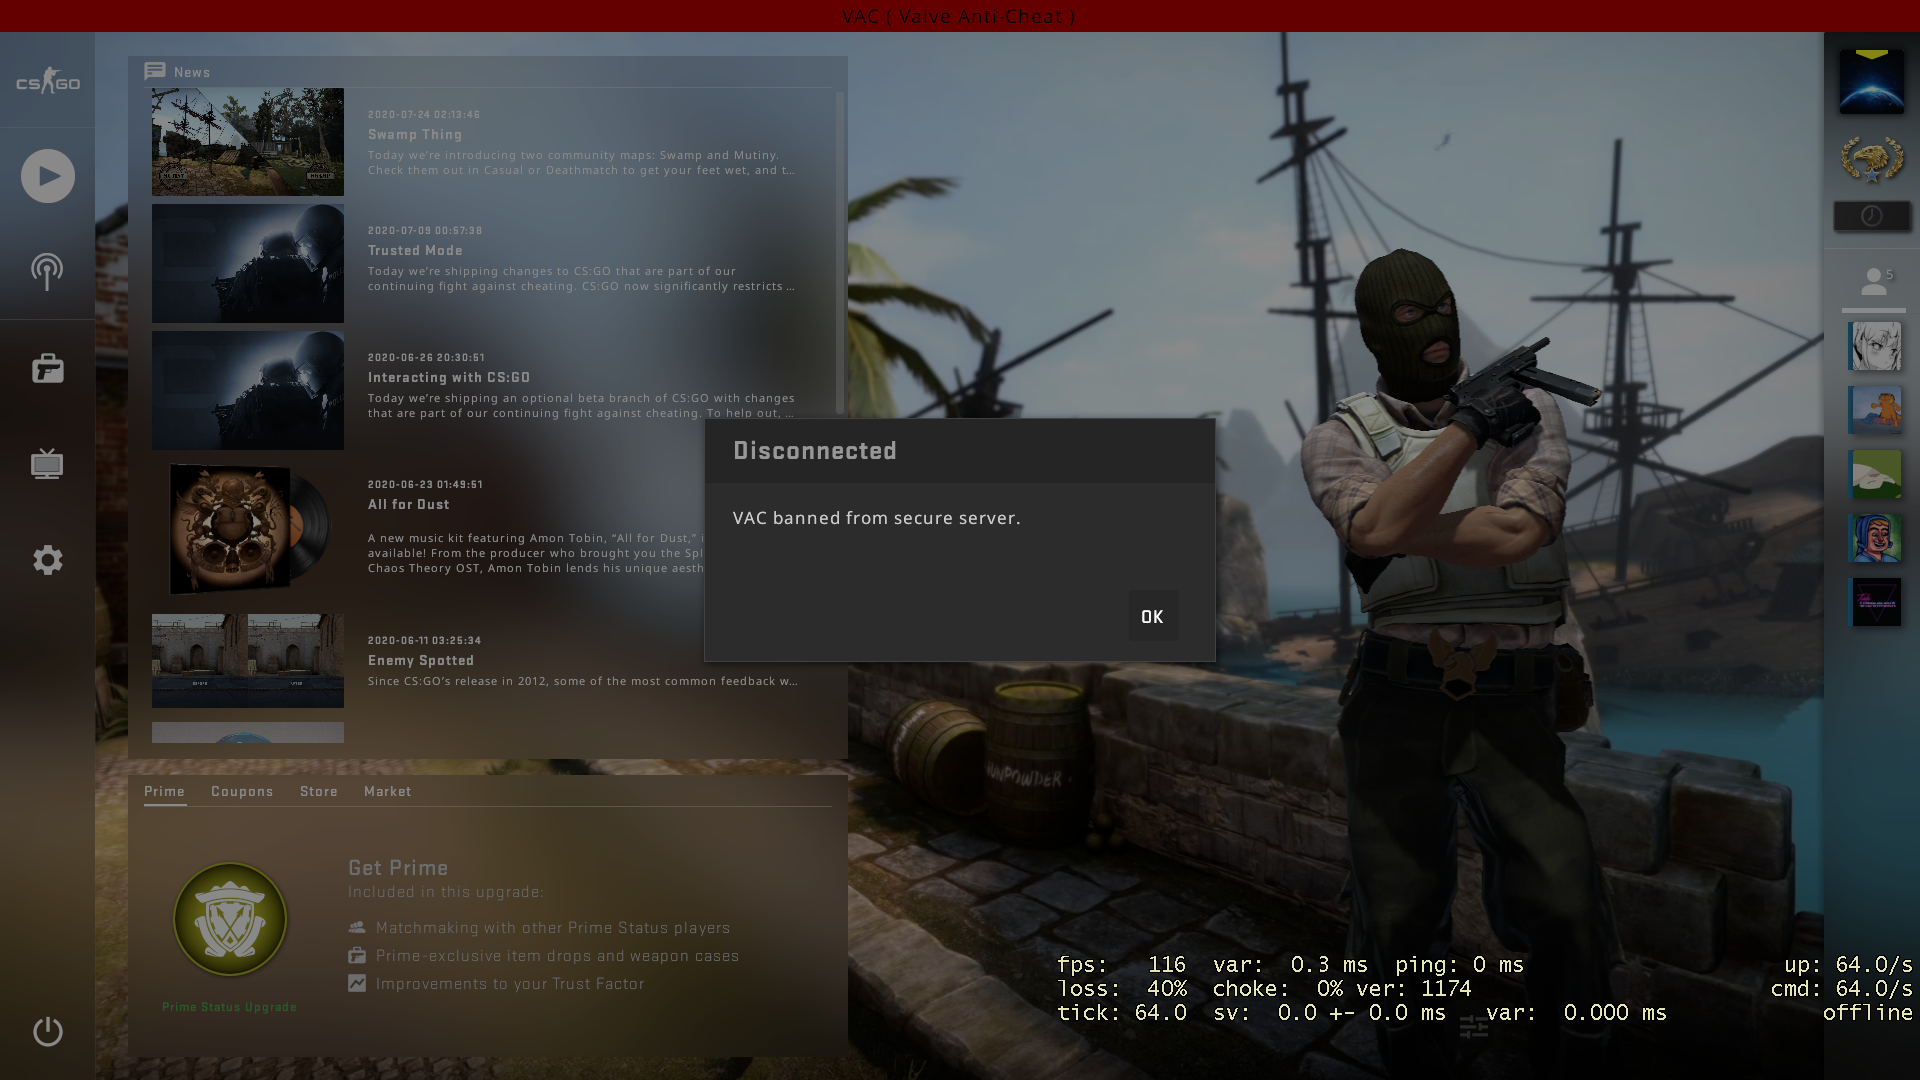 VAC ( Valve Anti-Cheat )
CS GO
News
2020-07-24 02:13:46
Swamp Thing
Today we're introducing two community maps: Swamp and Mutiny.
Check them out in Casual or Deathmatch to get your feet wet, and t...
2020-07-09 00:57:38
Trusted Mode
Today we're shipping changes to CS:GO that are part of our
continuing fight against cheating. CS:GO now significantly restricts ...
2020-06-26 20:30:51
Interacting with CS:GO
Today we're shipping an optional beta branch of CS:GO with changes
that are part of our continuing fight against cheating. To help out, ...
2020-06-23 01:49:51
All for Dust
A new music kit featuring Amon Tobin, “All for Dust,” i
available! From the producer who brought you the Spl
Chaos Theory OST, Amon Tobin lends his unique aesth
2020-06-11 03:25:34
Enemy Spotted
Since CS:GO's release in 2012, some of the most common feedback w...
Disconnected
VAC banned from secure server.
OK
5
GUNPOWDER
Prime Coupons Store Market
Get Prime
Included in this upgrade:
Matchmaking with other Prime Status players
Prime-exclusive item drops and weapon cases
Improvements to your Trust Factor
Prime Status Upgrade
fps: 116 var: 0.3 ms ping: 0 ms up: 64.0/s
loss: 40% choke: 0% ver: 1174 cmd: 64.0/s
tick: 64.0 sv: 0.0 +- 0.0 ms var: 0.000 ms offline